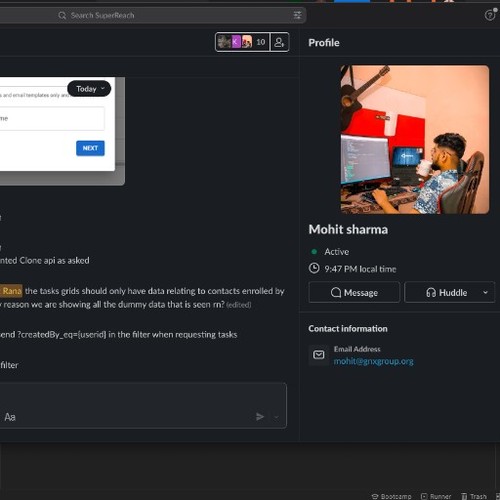 Search SuperReach
10
Profile
Today
s and email templates only and
me
NEXT
Mohit sharma
Active
9:47 PM local time
Message
Huddle
nted Clone api as asked
Rana the tasks grids should only have data relating to contacts enrolled by
y reason we are showing all the dummy data that is seen rn? (edited)
send ?createdBy_eq={userid} in the filter when requesting tasks
filter
Contact information
Email Address
mohit@gnxgroup.org
Aa
Bootcamp Runner Trash